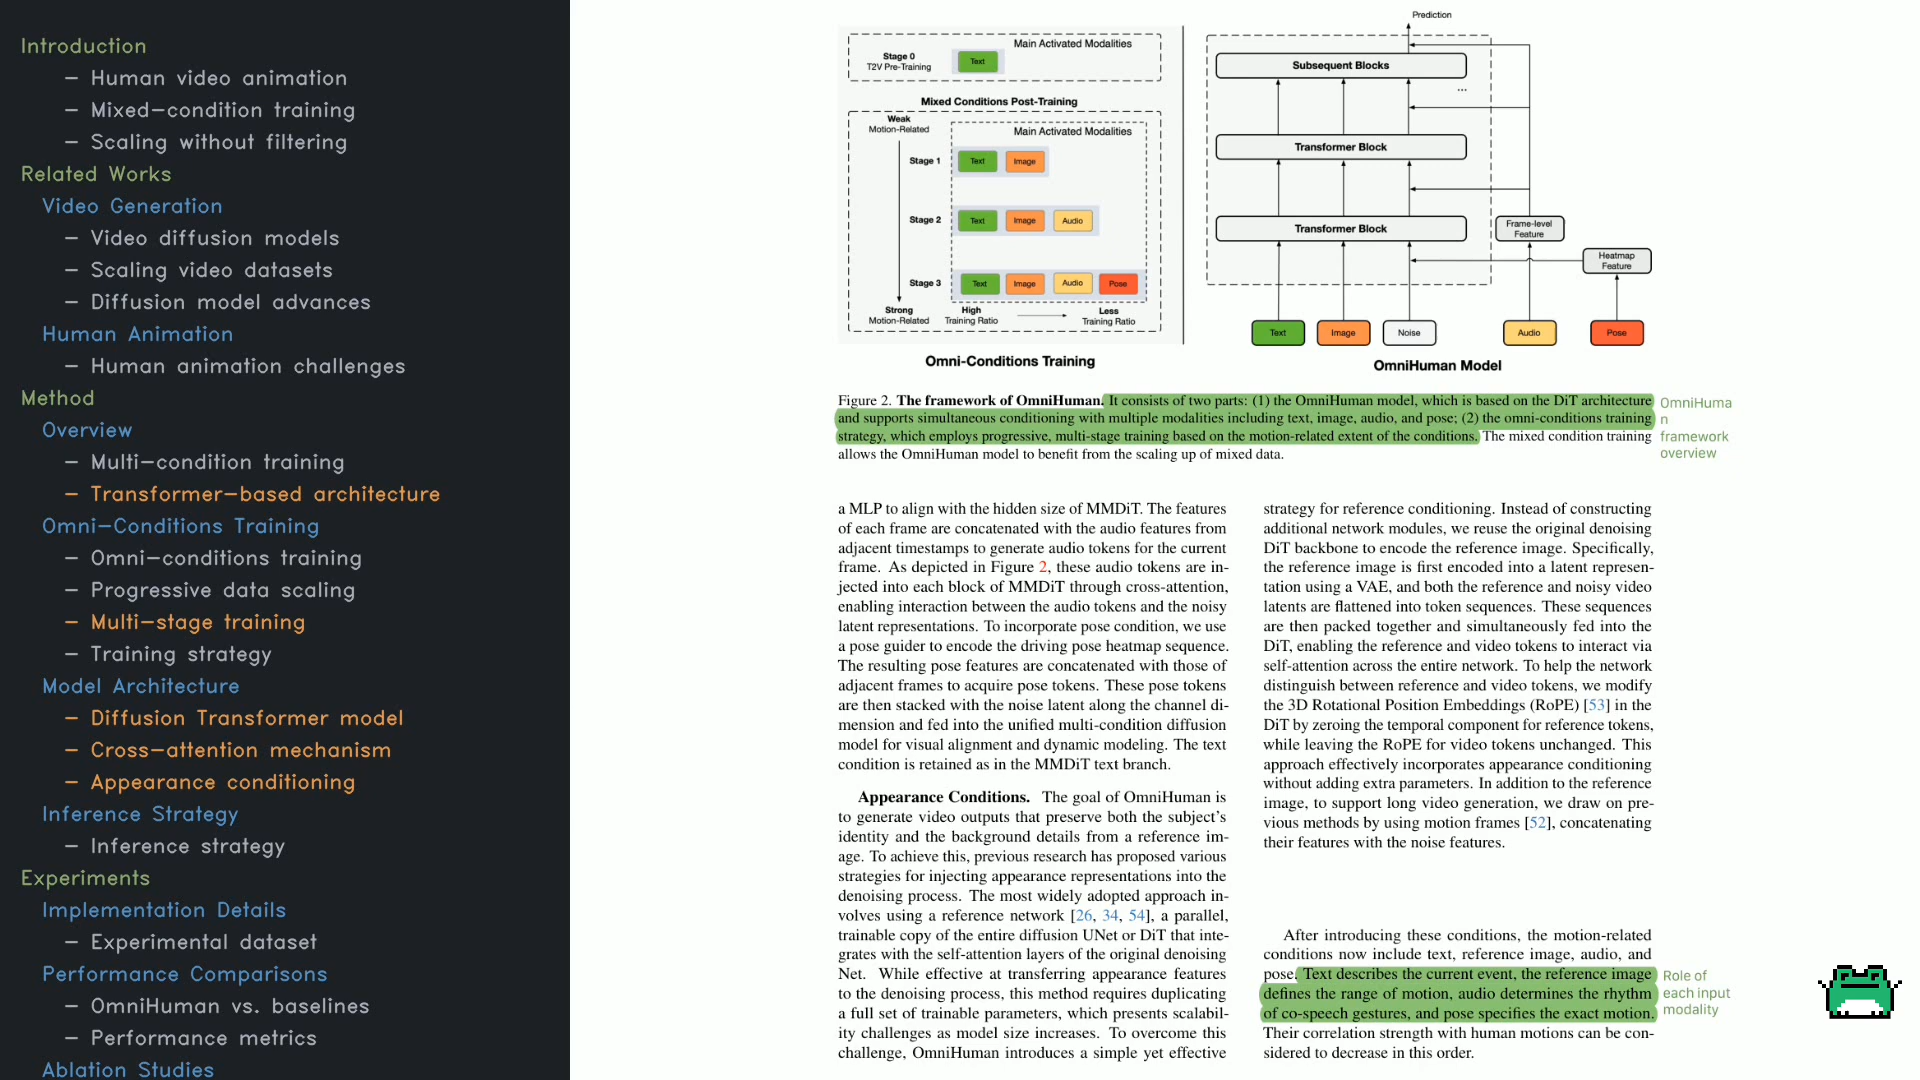 Introduction
– Human video animation
– Mixed-condition training
– Scaling without filtering
Related Works
Video Generation
– Video diffusion models
– Scaling video datasets
– Diffusion model advances
Human Animation
– Human animation challenges
Method
Overview
– Multi-condition training
– Transformer-based architecture
Omni-Conditions Training
– Omni-conditions training
– Progressive data scaling
– Multi-stage training
– Training strategy
Model Architecture
– Diffusion Transformer model
– Cross-attention mechanism
– Appearance conditioning
Inference Strategy
– Inference strategy
Experiments
Implementation Details
– Experimental dataset
Performance Comparisons
– OmniHuman vs. baselines
– Performance metrics
Ablation Studies
Main Activated Modalities
Stage 0
T2V Pre-Training
Text
Mixed Conditions Post-Training
Weak
Motion-Related
Main Activated Modalities
Stage 1
Text
Image
Stage 2
Text
Image
Audio
Stage 3
Text
Image
Audio
Pose
Strong
Motion-Related
High
Training Ratio
Less
Training Ratio
Omni-Conditions Training
Prediction
Subsequent Blocks
...
Transformer Block
Transformer Block
Frame-level
Feature
Heatmap
Feature
Text
Image
Noise
Audio
Pose
OmniHuman Model
Figure 2. The framework of OmniHuman. It consists of two parts: (1) the OmniHuman model, which is based on the DiT architecture
and supports simultaneous conditioning with multiple modalities including text, image, audio, and pose; (2) the omni-conditions training
strategy, which employs progressive, multi-stage training based on the motion-related extent of the conditions. The mixed condition training
allows the OmniHuman model to benefit from the scaling up of mixed data.
OmniHuma
n
framework
overview
a MLP to align with the hidden size of MMDiT. The features
of each frame are concatenated with the audio features from
adjacent timestamps to generate audio tokens for the current
frame. As depicted in Figure 2, these audio tokens are in-
jected into each block of MMDiT through cross-attention,
enabling interaction between the audio tokens and the noisy
latent representations. To incorporate pose condition, we use
a pose guider to encode the driving pose heatmap sequence.
The resulting pose features are concatenated with those of
adjacent frames to acquire pose tokens. These pose tokens
are then stacked with the noise latent along the channel di-
mension and fed into the unified multi-condition diffusion
model for visual alignment and dynamic modeling. The text
condition is retained as in the MMDiT text branch.
Appearance Conditions. The goal of OmniHuman is
to generate video outputs that preserve both the subject's
identity and the background details from a reference im-
age. To achieve this, previous research has proposed various
strategies for injecting appearance representations into the
denoising process. The most widely adopted approach in-
volves using a reference network [26, 34, 54], a parallel,
trainable copy of the entire diffusion UNet or DiT that inte-
grates with the self-attention layers of the original denoising
Net. While effective at transferring appearance features
to the denoising process, this method requires duplicating
a full set of trainable parameters, which presents scalabil-
ity challenges as model size increases. To overcome this
challenge, OmniHuman introduces a simple yet effective
strategy for reference conditioning. Instead of constructing
additional network modules, we reuse the original denoising
DiT backbone to encode the reference image. Specifically,
the reference image is first encoded into a latent represen-
tation using a VAE, and both the reference and noisy video
latents are flattened into token sequences. These sequences
are then packed together and simultaneously fed into the
DiT, enabling the reference and video tokens to interact via
self-attention across the entire network. To help the network
distinguish between reference and video tokens, we modify
the 3D Rotational Position Embeddings (RoPE) [53] in the
DiT by zeroing the temporal component for reference tokens,
while leaving the RoPE for video tokens unchanged. This
approach effectively incorporates appearance conditioning
without adding extra parameters. In addition to the reference
image, to support long video generation, we draw on pre-
vious methods by using motion frames [52], concatenating
their features with the noise features.
After introducing these conditions, the motion-related
conditions now include text, reference image, audio, and
pose. Text describes the current event, the reference image
defines the range of motion, audio determines the rhythm
of co-speech gestures, and pose specifies the exact motion.
Their correlation strength with human motions can be con-
sidered to decrease in this order.
Role of
each input
modality